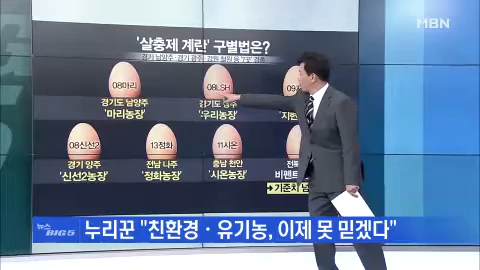 MBN
'살충제 계란' 구별법은?
08마리
08LSH
경기도 남양주
'마리농장'
'우리농장'
08신선2
13정화
11시온
경기 양주
전남 나주
충남 천안
'신선2농장'
'정화농장'
'시온농장'
뉴스
BIG5
누리꾼 "친환경·유기농, 이제 못 믿겠다"